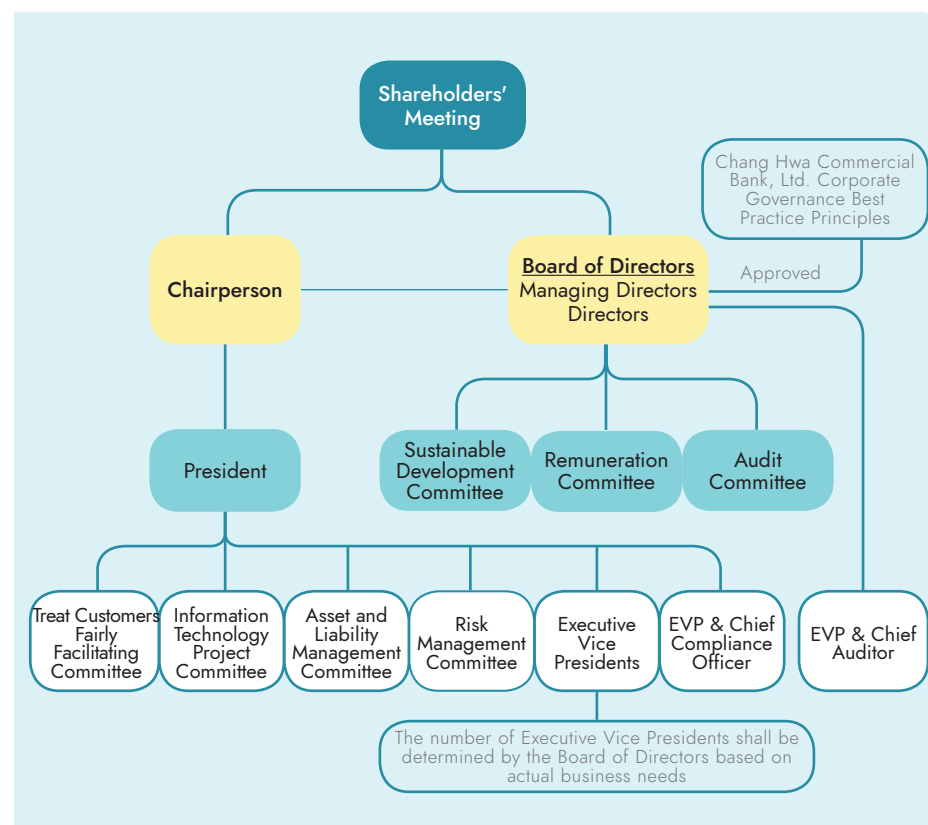 Shareholders'
Meeting
Chang Hwa Commercial
Bank, Ltd. Corporate
Governance Best
Practice Principles
Approved
Chairperson
Board of Directors
Managing Directors
Directors
President
Sustainable
Development
Committee
Remuneration
Committee
Audit
Committee
Treat Customers
Fairly
Facilitating
Committee
Information
Technology
Project
Committee
Asset and
Liability
Management
Committee
Risk
Management
Committee
Executive
Vice
Presidents
EVP & Chief
Compliance
Officer
EVP & Chief
Auditor
The number of Executive Vice Presidents shall be
determined by the Board of Directors based on
actual business needs